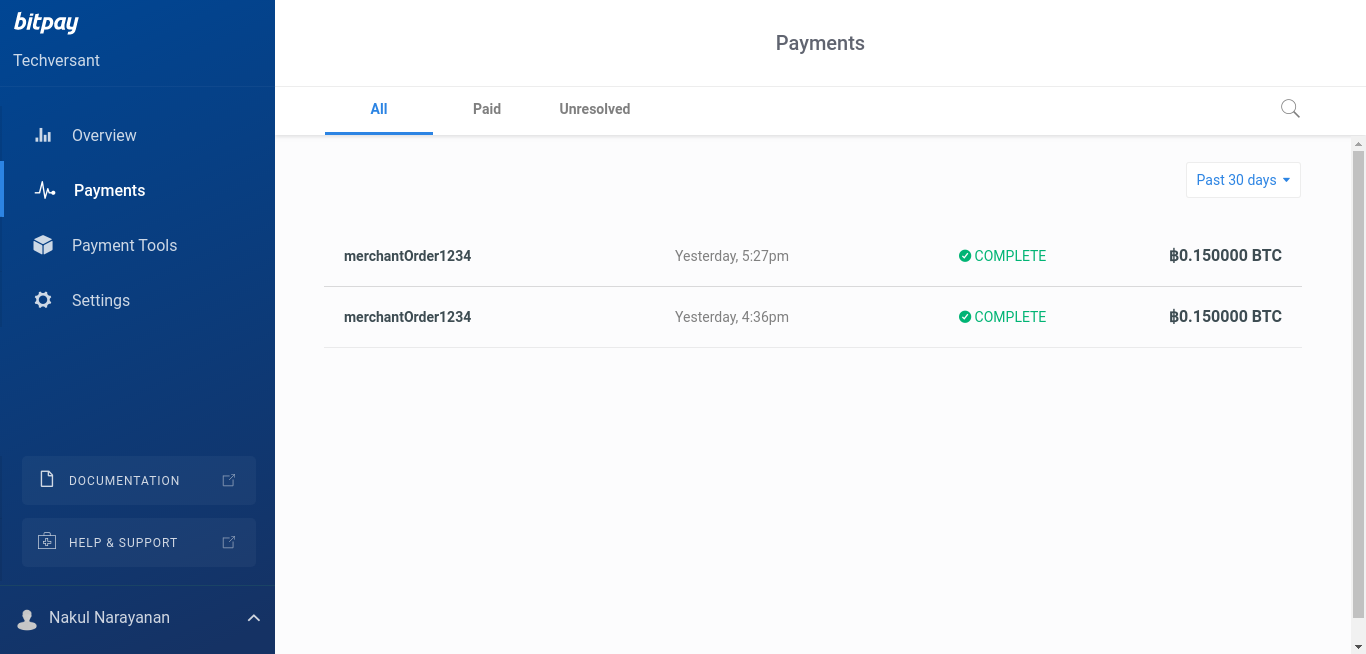 bitpay
Techversant
Overview
Payments
Payment Tools
Settings
DOCUMENTATION
HELP & SUPPORT
Nakul Narayanan
Payments
All Paid Unresolved
Past 30 days
merchantOrder1234 Yesterday, 5:27pm COMPLETE ฿0.150000 BTC
merchantOrder1234 Yesterday, 4:36pm COMPLETE ฿0.150000 BTC